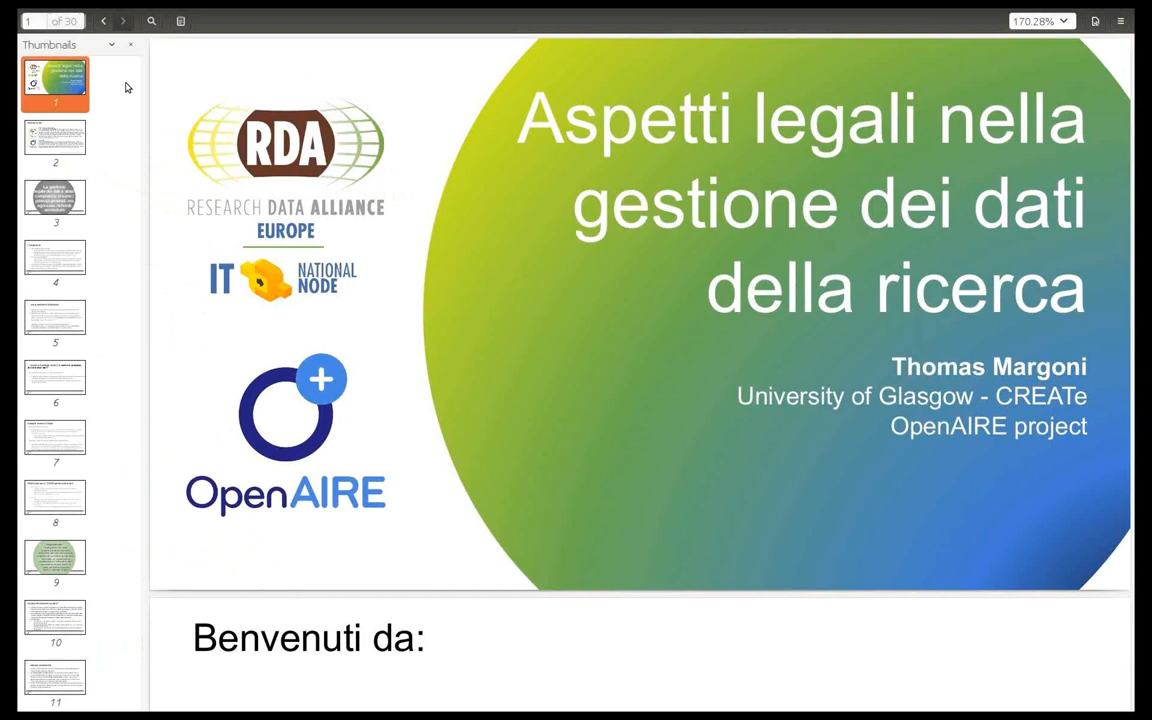 1 of 30
170.28%
Thumbnails
1
2
3
4
5
6
7
8
9
10
11
RDA
RESEARCH DATA ALLIANCE
EUROPE
IT NATIONAL
NODE
OpenAIRE
Aspetti legali nella
gestione dei dati
della ricerca
Thomas Margoni
University of Glasgow - CREATe
OpenAIRE project
Benvenuti da: